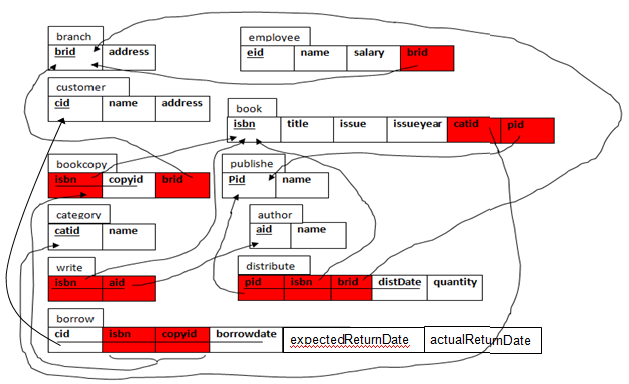 branch employee
brid address eid name salary brid
customer
cid name address book
isbn title issue issueyear catid pid
bookcopy publishe
isbn copyid brid Pid name
category author
catid name aid name
write distribute
isbn aid pid isbn brid distDate quantity
borrow
cid isbn copyid borrowdate expectedReturnDate actualReturnDate